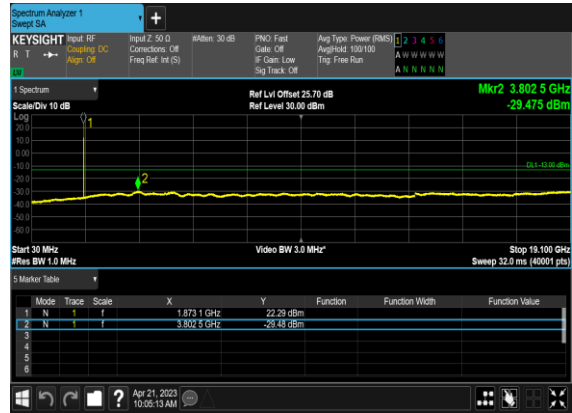 Spectrum Analyzer 1
Swept SA
KEYSIGHT Input: RF Input Z: 50 Ω #Atten: 30 dB PNO: Fast Avg Type: Power (RMS) 1 2 3 4 5 6
R T Coupling: DC Corrections: Off Gate: Off Avg|Hold: 100/100 A W W W W W
Align: Off Freq Ref: Int (S) IF Gain: Low Trig: Free Run
Sig Track: Off A N N N N N
1 Spectrum
Ref Lvl Offset 25.70 dB Mkr2 3.802 5 GHz
Scale/Div 10 dB Ref Level 30.00 dBm -29.475 dBm
Log
20.0
10.0
0.00
-10.0
-20.0
-30.0
-40.0
-50.0
-60.0
1
2
DL1 -13.00 dBm
Start 30 MHz Video BW 3.0 MHz* Stop 19.100 GHz
#Res BW 1.0 MHz Sweep 32.0 ms (40001 pts)
5 Marker Table
Mode Trace Scale X Y Function Function Width Function Value
1 N 1 f 1.873 1 GHz 22.29 dBm
2 N 1 f 3.802 5 GHz -29.48 dBm
3
4
5
6
Apr 21, 2023
10:05:13 AM